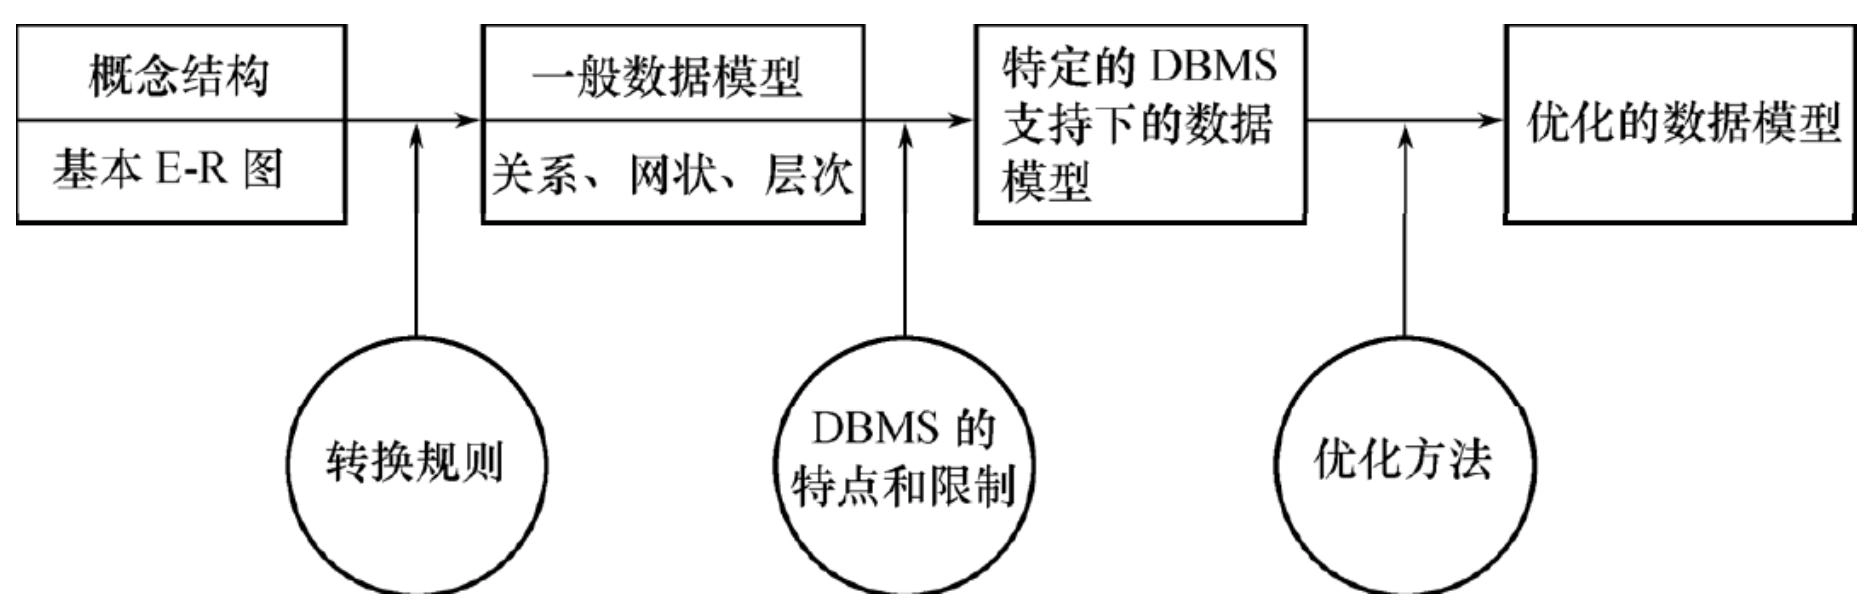 概念结构
基本 E-R 图
一般数据模型
关系、网状、层次
特定的 DBMS
支持下的数据
模型
优化的数据模型
转换规则
DBMS 的
特点和限制
优化方法